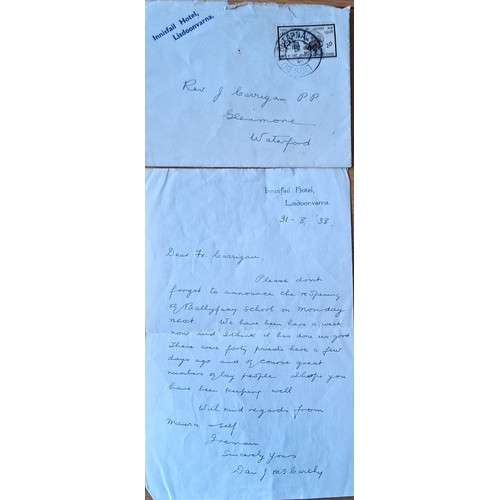 Innisfail Hotel,
Lisdoonvarna.
Rev. J Carrigan P.P.
Glenmore
Waterford
Innisfail Hotel,
Lisdoonvarna
31-8.38
Dear Fr. Carrigan
Please dont
forget to announce the reopening
of School on Monday
next. We have been here a week
now and I think it has done us good
There were forty priests here a few
days ago and of course great
numbers of lay people I hope you
have been keeping well
With kind regards from
Maura & self
I remain
Sincerely Yours
Dan J McCarthy